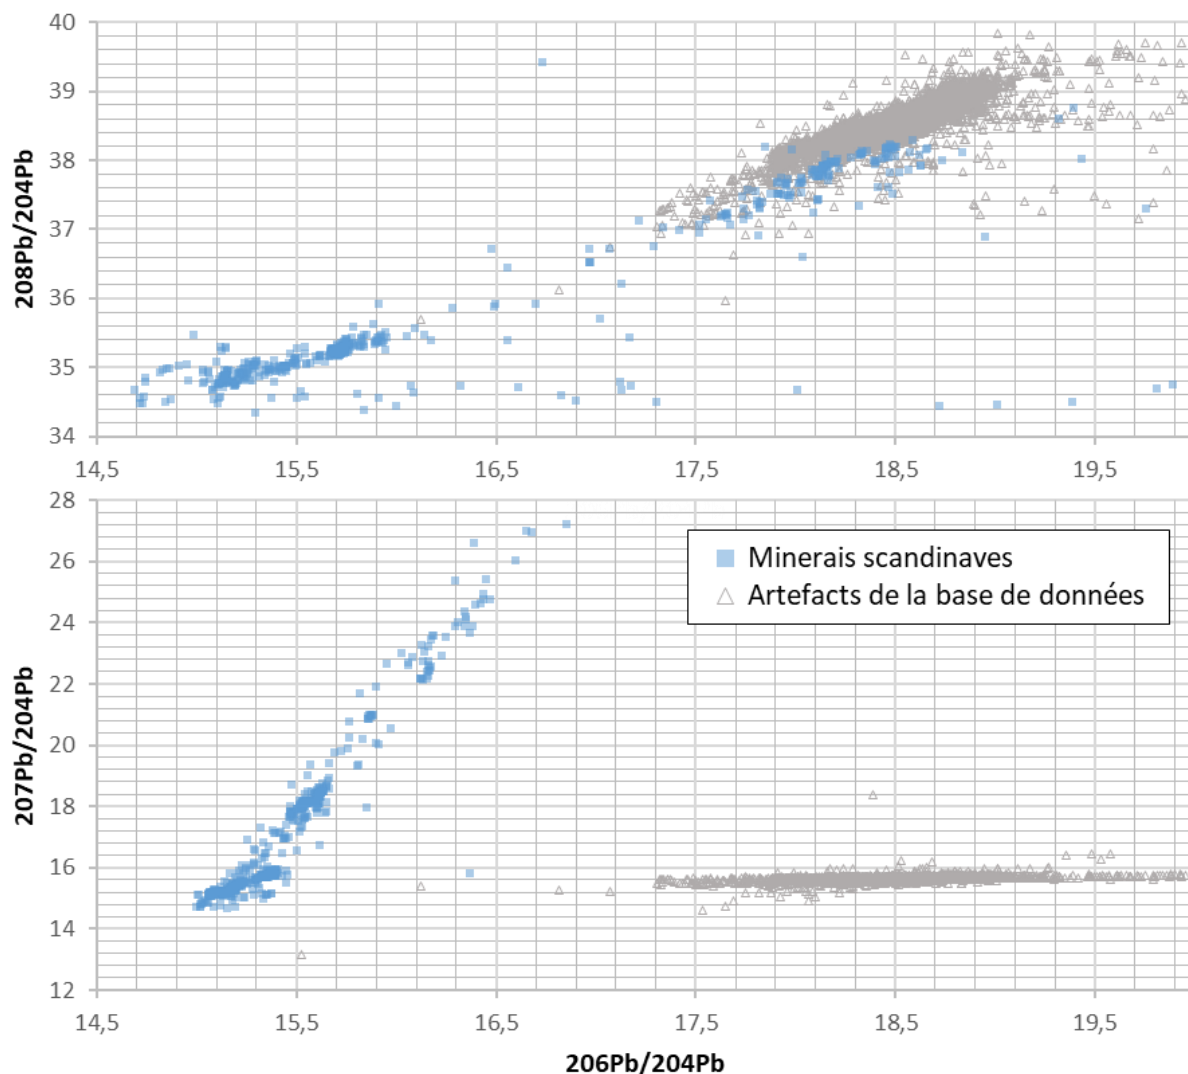 40
39
38
37
36
35
34
208Pb/204Pb
14,5 15,5 16,5 17,5 18,5 19,5
28
26
24
22
20
18
16
14
12
207Pb/204Pb
Minerais scandinaves
Artefacts de la base de données
14,5 15,5 16,5 17,5 18,5 19,5
206Pb/204Pb